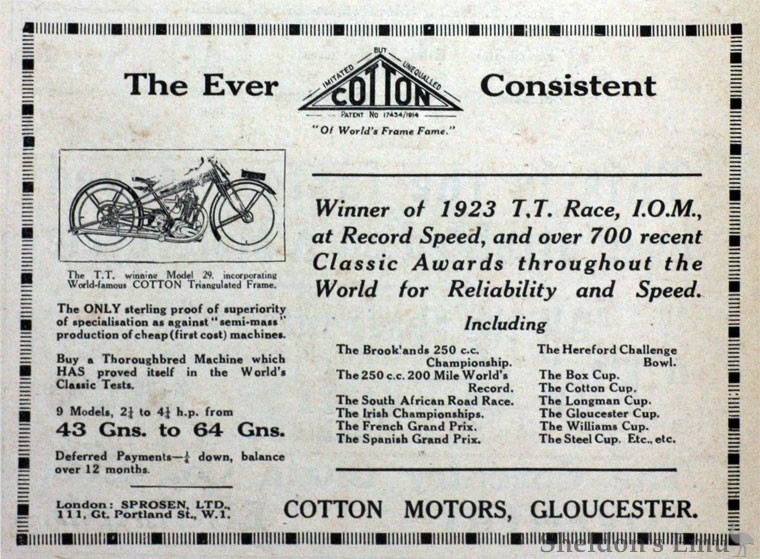 The Ever
IMITATED BUT UNEQUALLED
COTTON
PATENT No 17434/1914
"Of World's Frame Fame."
Consistent
The T.T. winning Model 29, incorporating
World-famous COTTON Triangulated Frame.
The ONLY sterling proof of superiority
of specialisation as against "semi-mass"
production of cheap (first cost) machines.
Buy a Thoroughbred Machine which
HAS proved itself in the World's
Classic Tests.
9 Models, 2¾ to 4¼ h.p. from
43 Gns. to 64 Gns.
Deferred Payments—¼ down, balance
over 12 months.
London: SPROSEN, LTD.,
111, Gt. Portland St., W.1.
Winner of 1923 T.T. Race, I.O.M.,
at Record Speed, and over 700 recent
Classic Awards throughout the
World for Reliability and Speed.
Including
The Brooklands 250 c.c.
Championship.
The 250 c.c. 200 Mile World's
Record.
The South African Road Race.
The Irish Championships.
The French Grand Prix.
The Spanish Grand Prix.
The Hereford Challenge
Bowl.
The Box Cup.
The Cotton Cup.
The Longman Cup.
The Gloucester Cup.
The Williams Cup.
The Steel Cup. Etc., etc.
COTTON MOTORS, GLOUCESTER.
Sheldon's Emu